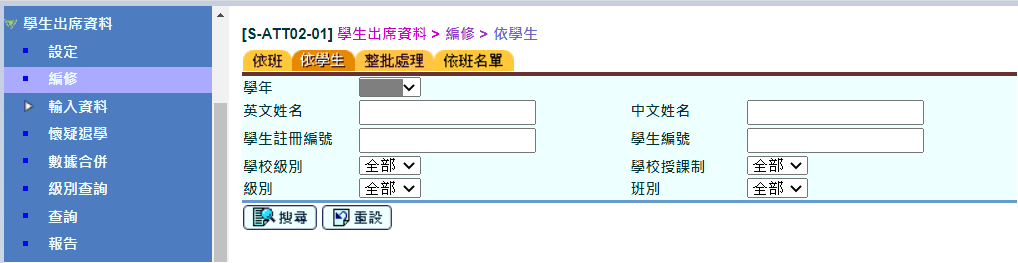 學生出席資料
設定
編修
輸入資料
懷疑退學
數據合併
級別查詢
查詢
報告
[S-ATT02-01] 學生出席資料 > 編修 > 依學生
依班 依學生 整批處理 依班名單
學年
英文姓名 中文姓名
學生註冊編號 學生編號
學校級別 全部 學校授課制 全部
級別 全部 班別 全部
搜尋 重設